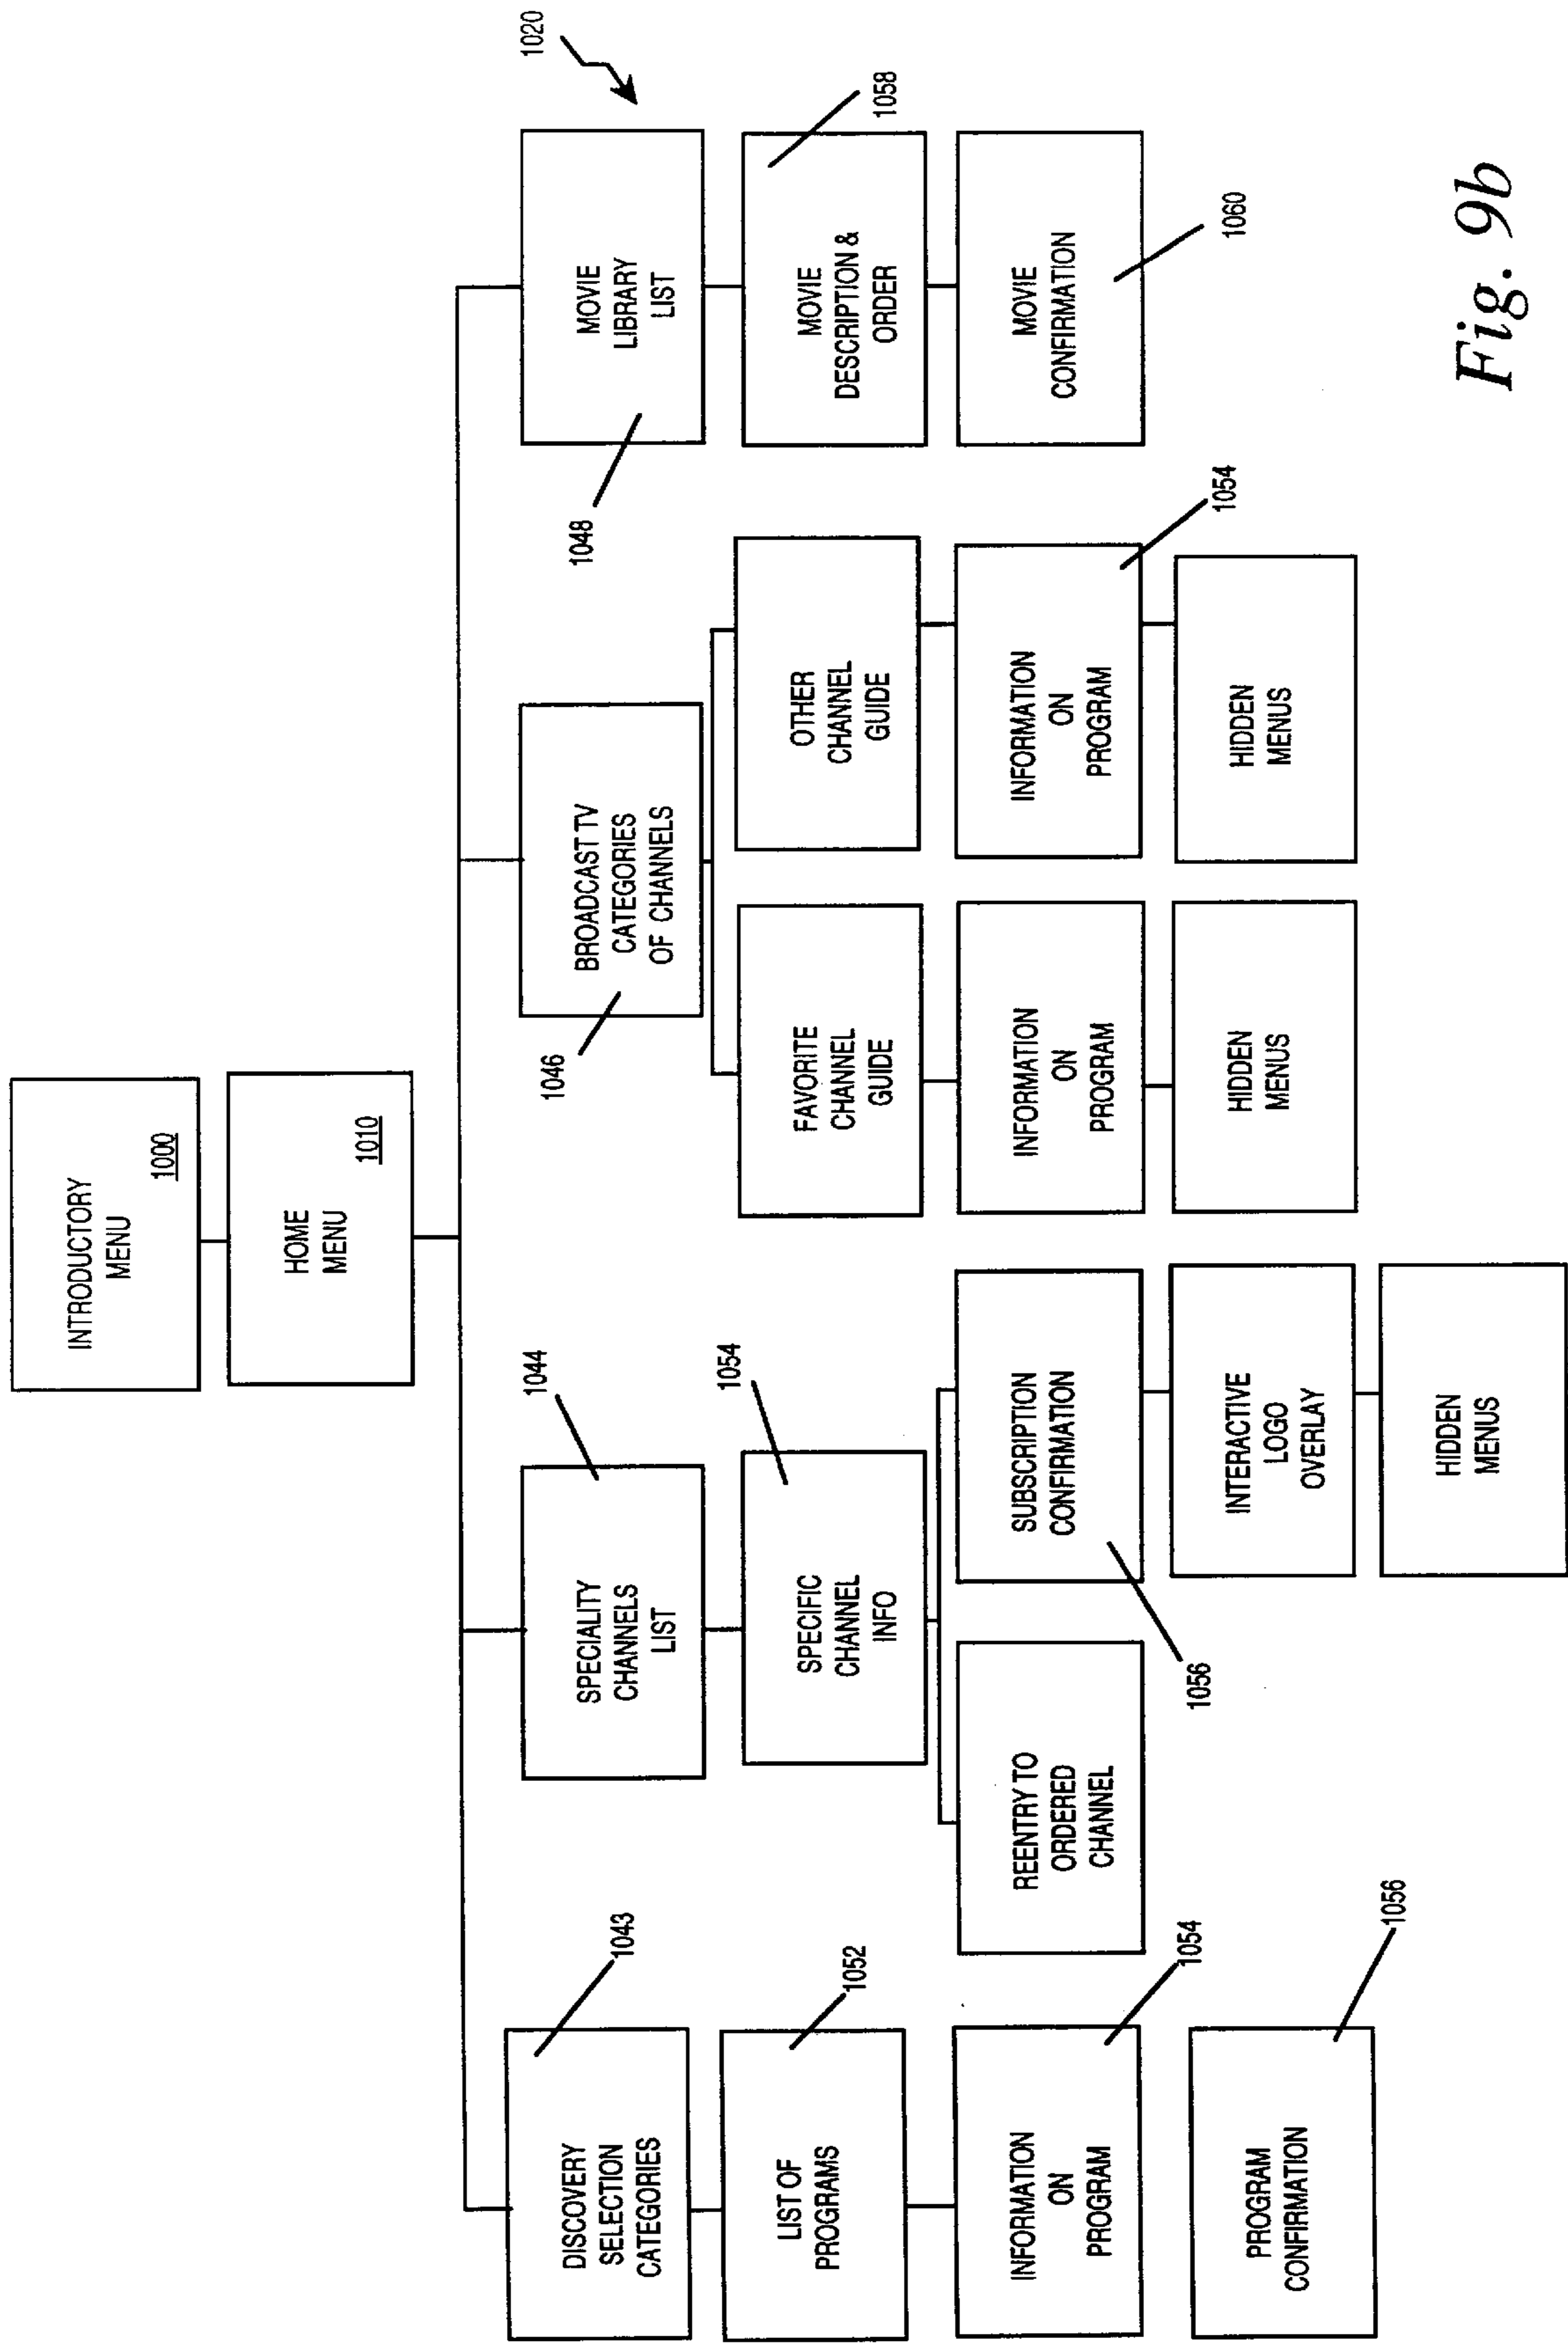 INTRODUCTORY
MENU
1000
HOME
MENU
1010
1020
DISCOVERY
SELECTION
CATEGORIES
1043
LIST OF
PROGRAMS
1052
INFORMATION
ON
PROGRAM
1054
PROGRAM
CONFIRMATION
1056
SPECIALITY
CHANNELS
LIST
1044
SPECIFIC
CHANNEL
INFO
1054
REENTRY TO
ORDERED
CHANNEL
SUBSCRIPTION
CONFIRMATION
1056
INTERACTIVE
LOGO
OVERLAY
HIDDEN
MENUS
BROADCAST TV
CATEGORIES
OF CHANNELS
1046
FAVORITE
CHANNEL
GUIDE
INFORMATION
ON
PROGRAM
HIDDEN
MENUS
OTHER
CHANNEL
GUIDE
INFORMATION
ON
PROGRAM
1054
HIDDEN
MENUS
MOVIE
LIBRARY
LIST
1048
MOVIE
DESCRIPTION &
ORDER
1058
MOVIE
CONFIRMATION
1060
Fig. 9b